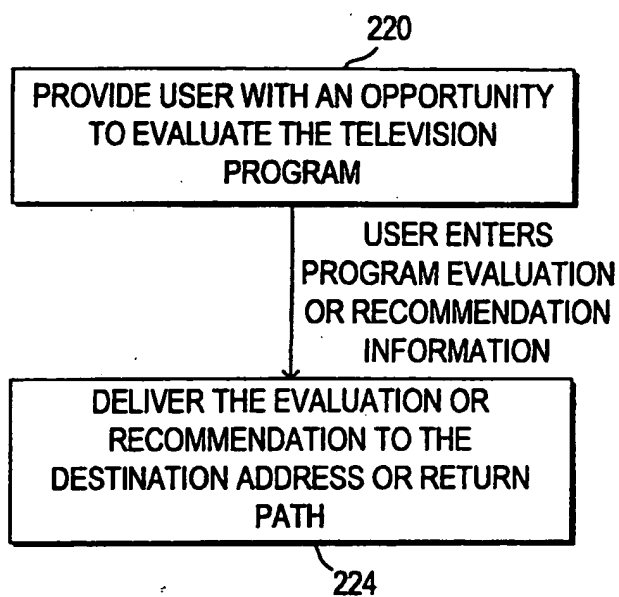 220
PROVIDE USER WITH AN OPPORTUNITY
TO EVALUATE THE TELEVISION
PROGRAM
USER ENTERS
PROGRAM EVALUATION
OR RECOMMENDATION
INFORMATION
DELIVER THE EVALUATION OR
RECOMMENDATION TO THE
DESTINATION ADDRESS OR RETURN
PATH
224